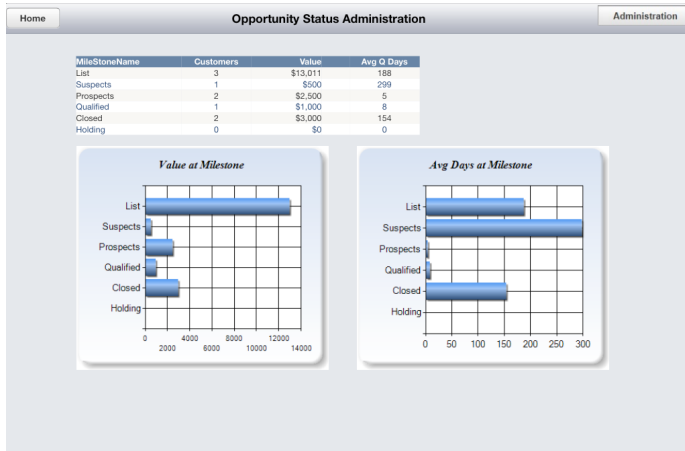 Home Opportunity Status Administration Administration
MileStoneName Customers Value Avg Q Days
List 3 $13,011 188
Suspects 1 $500 299
Prospects 2 $2,500 5
Qualified 1 $1,000 8
Closed 2 $3,000 154
Holding 0 $0 0
Value at Milestone
List
Suspects
Prospects
Qualified
Closed
Holding
0 4000 8000 12000
2000 6000 10000 14000
Avg Days at Milestone
List
Suspects
Prospects
Qualified
Closed
Holding
0 50 100 150 200 250 300